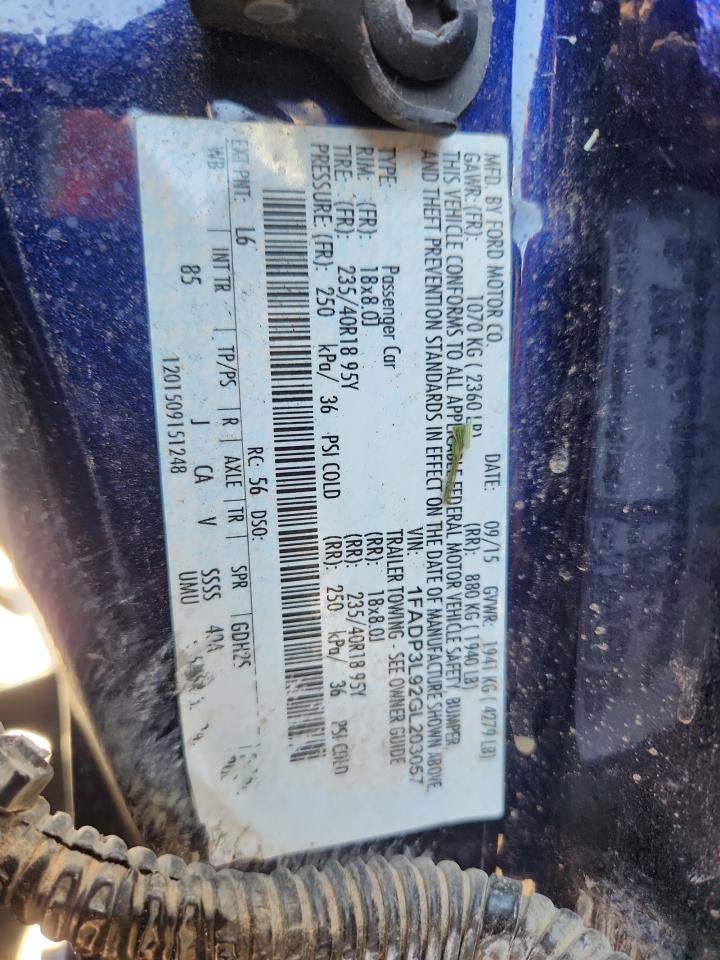 MFD. BY FORD MOTOR CO. DATE: 09/15 GVWR: 1941 KG ( 4279 LB)
GAWR: (FR): 1070 KG ( 2360 LB) (RR): 880 KG ( 1940 LB)
THIS VEHICLE CONFORMS TO ALL APPLICABLE FEDERAL MOTOR VEHICLE SAFETY, BUMPER,
AND THEFT PREVENTION STANDARDS IN EFFECT ON THE DATE OF MANUFACTURE SHOWN ABOVE.
VIN: 1FADP3L92GL203057
TYPE: Passenger Car TRAILER TOWING - SEE OWNER GUIDE
RIM: (FR): 18x8.0J (RR): 18x8.0J
TIRE: (FR): 235/40R18 95Y (RR): 235/40R18 95Y
PRESSURE: (FR): 250 kPa/ 36 PSI COLD (RR): 250 kPa/ 36 PSI COLD
EXT PNT: L6 RC: 56 DSO:
WB INT TR TP/PS R AXLE TR SPR GDH2S
85 J CA V SSSS
1201509151248 UMU